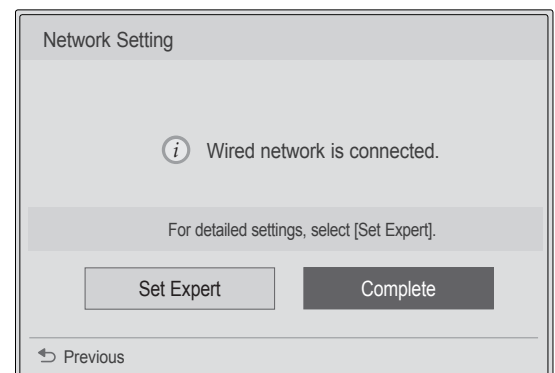 Network Setting
i Wired network is connected.
For detailed settings, select [Set Expert].
Set Expert Complete
Previous